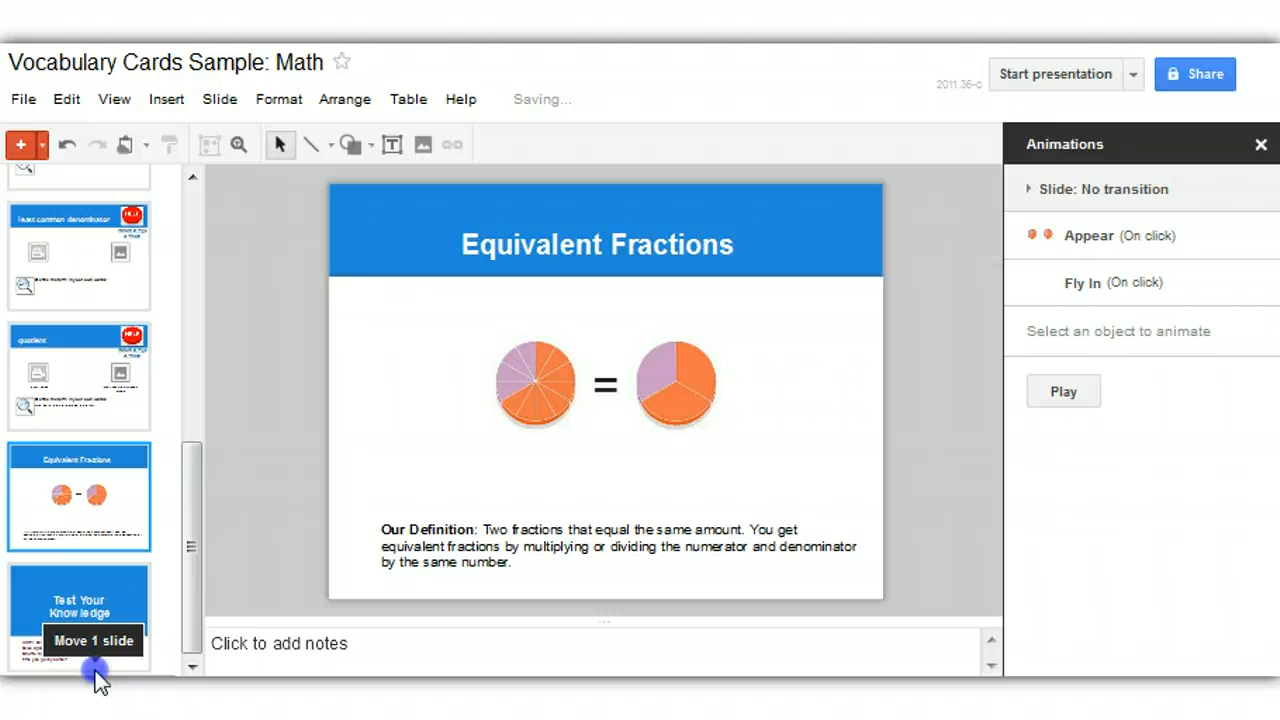 Vocabulary Cards Sample: Math
2011.36-c
Start presentation
Share
File Edit View Insert Slide Format Arrange Table Help Saving...
Animations
Slide: No transition
Appear (On click)
Fly In (On click)
Select an object to animate
Play
least common denominator
HELP
quotient
HELP
Equivalent Fractions
Test Your
Knowledge
Move 1 slide
Equivalent Fractions
=
Our Definition: Two fractions that equal the same amount. You get
equivalent fractions by multiplying or dividing the numerator and denominator
by the same number.
Click to add notes